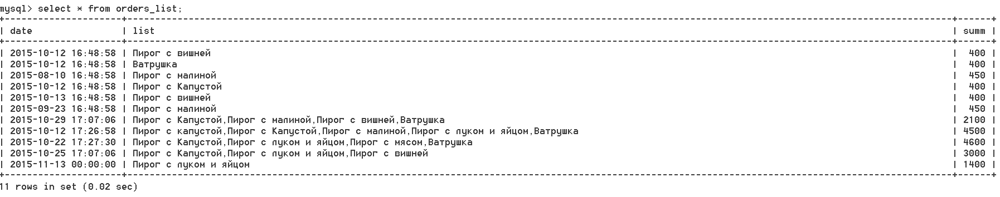 mysql> select * from orders_list;
+---------------------+------------------------------------------------------------------------------------------------------------------------------------------------------+------+
| date | list | summ |
+---------------------+------------------------------------------------------------------------------------------------------------------------------------------------------+------+
| 2015-10-12 16:48:58 | Пирог с вишней | 400 |
| 2015-10-12 16:48:58 | Ватрушка | 400 |
| 2015-08-10 16:48:58 | Пирог с малиной | 450 |
| 2015-10-12 16:48:58 | Пирог с Капустой | 400 |
| 2015-10-13 16:48:58 | Пирог с вишней | 400 |
| 2015-09-23 16:48:58 | Пирог с малиной | 450 |
| 2015-10-29 17:07:06 | Пирог с Капустой,Пирог с малиной,Пирог с вишней,Ватрушка | 2100 |
| 2015-10-12 17:26:58 | Пирог с капустой,Пирог с Капустой,Пирог с малиной,Пирог с луком и яйцом,Ватрушка | 4500 |
| 2015-10-22 17:27:30 | Пирог с Капустой,Пирог с луком и яйцом,Пирог с мясом,Ватрушка | 4600 |
| 2015-10-25 17:07:06 | Пирог с Капустой,Пирог с луком и яйцом,Пирог с вишней | 3000 |
| 2015-11-13 00:00:00 | Пирог с луком и яйцом | 1400 |
+---------------------+------------------------------------------------------------------------------------------------------------------------------------------------------+------+
11 rows in set (0.02 sec)